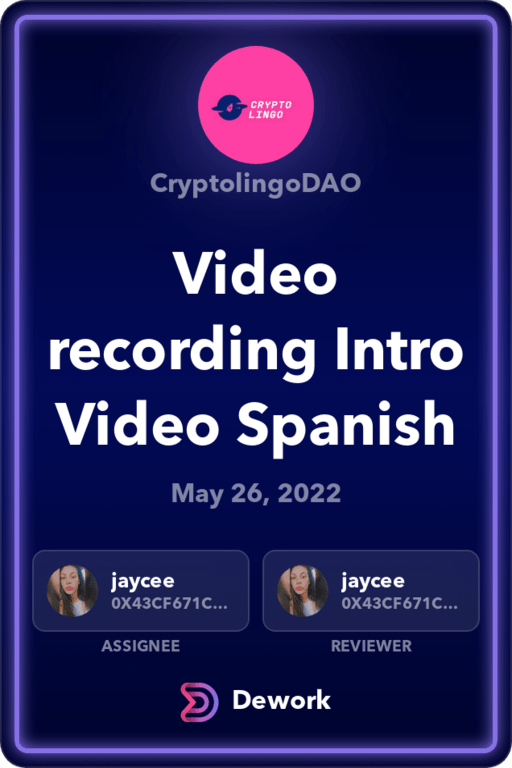 CRYPTO
LINGO
CryptolingoDAO
Video
recording Intro
Video Spanish
May 26, 2022
jaycee
0X43CF671C...
ASSIGNEE
jaycee
0X43CF671C...
REVIEWER
Dework